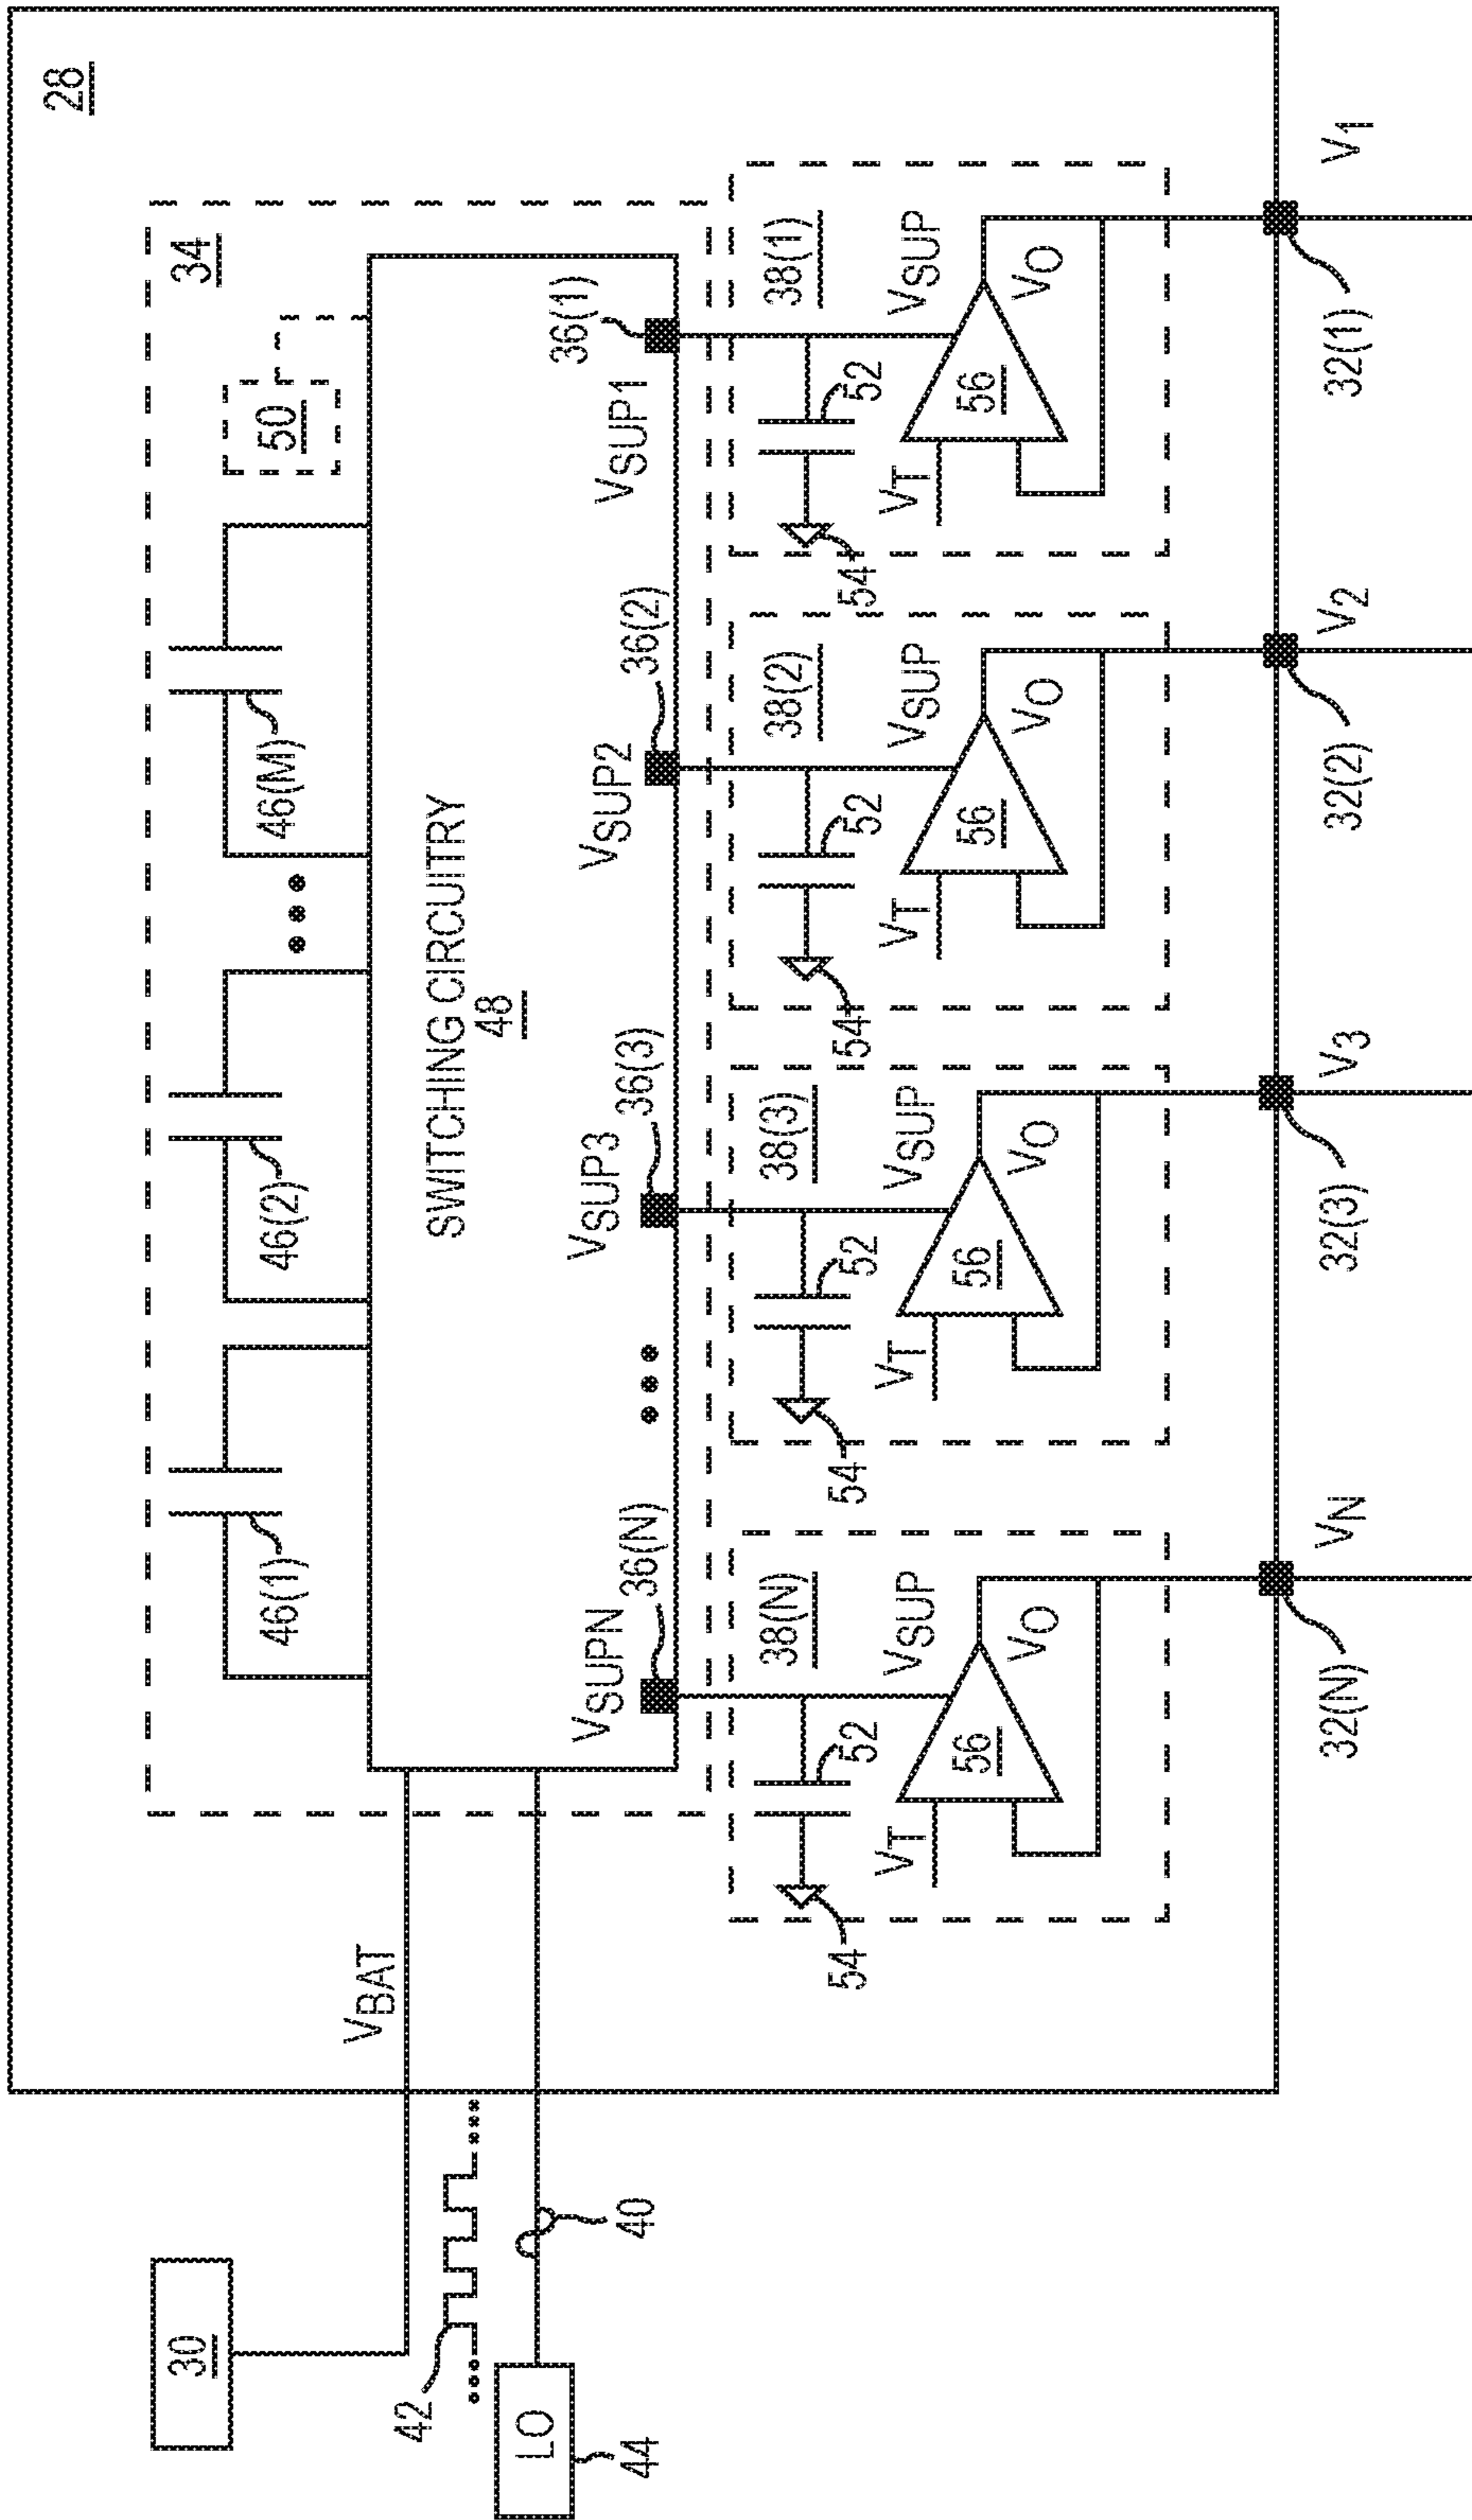 28
34
50
46(M)
46(2)
46(1)
SWITCHING CIRCUITRY
48
36(1)
VSUP1
36(2)
VSUP2
36(3)
VSUP3
36(N)
VSUPN
VBAT
30
42
40
LO
44
38(1)
VSUP
52
54
56
VT
VO
38(2)
VSUP
52
54
56
VT
VO
38(3)
VSUP
52
54
56
VT
VO
38(N)
VSUP
52
54
56
VT
VO
V1
32(1)
V2
32(2)
V3
32(3)
VN
32(N)